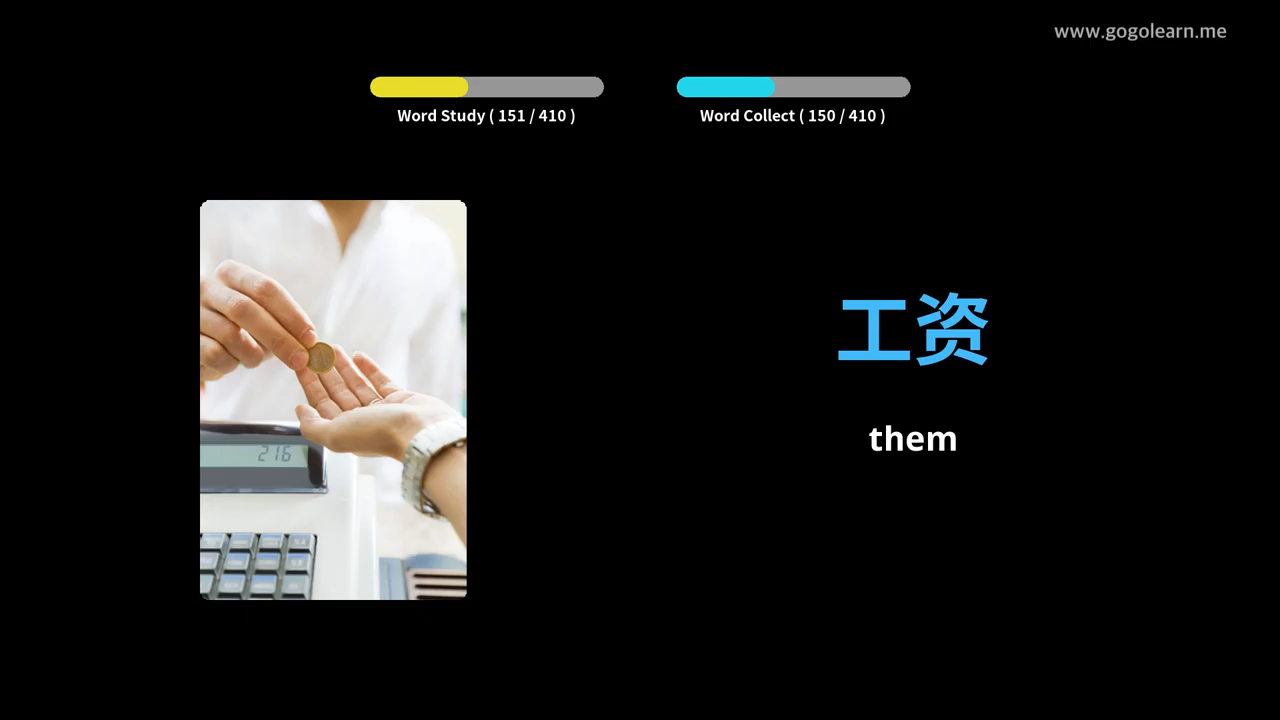 www.gogolearn.me
Word Study ( 151 / 410 )
Word Collect ( 150 / 410 )
工资
them
216